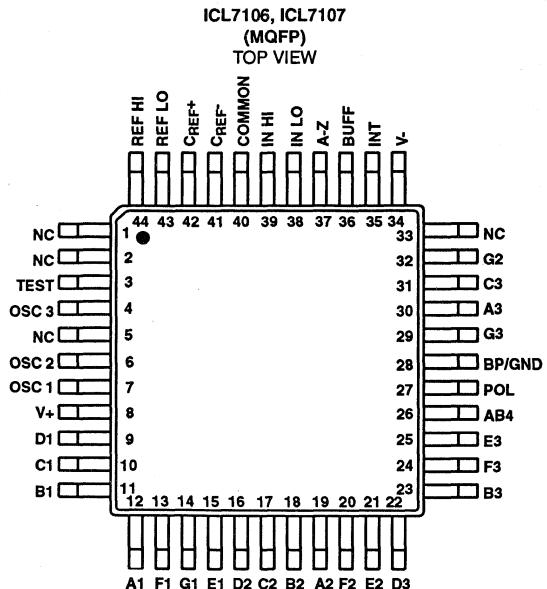 ICL7106, ICL7107
(MQFP)
TOP VIEW
REF HI
REF LO
CREF+
CREF-
COMMON
IN HI
IN LO
A-Z
BUFF
INT
V-
44 43 42 41 40 39 38 37 36 35 34
NC 1 33 NC
NC 2 32 G2
TEST 3 31 C3
OSC 3 4 30 A3
NC 5 29 G3
OSC 2 6 28 BP/GND
OSC 1 7 27 POL
V+ 8 26 AB4
D1 9 25 E3
C1 10 24 F3
B1 11 23 B3
12 13 14 15 16 17 18 19 20 21 22
A1 F1 G1 E1 D2 C2 B2 A2 F2 E2 D3